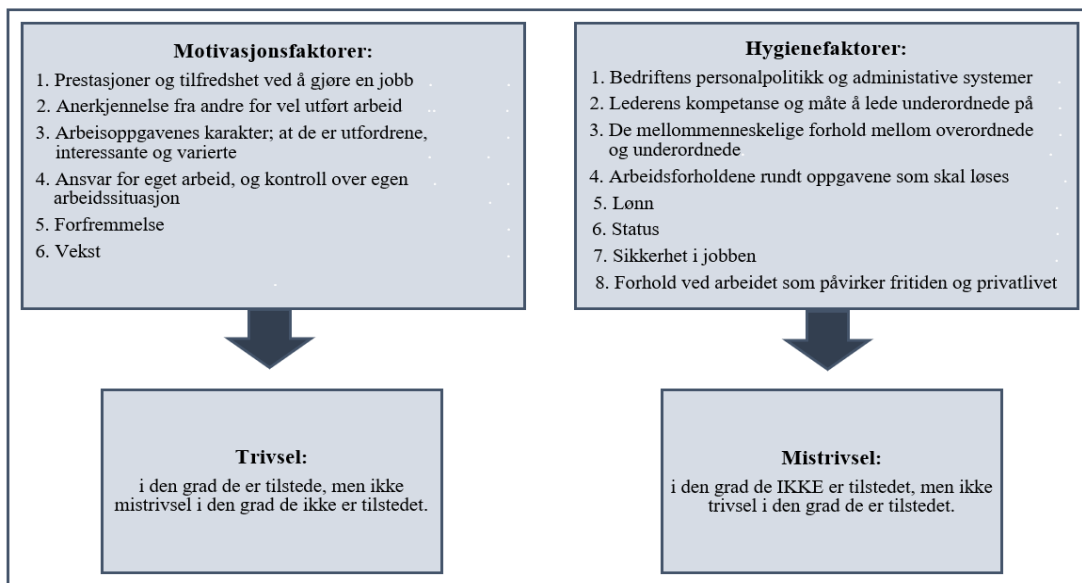 Motivasjonsfaktorer:
1. Prestasjoner og tilfredshet ved å gjøre en jobb
2. Anerkjennelse fra andre for vel utført arbeid
3. Arbeisoppgavenes karakter; at de er utfordrene,
interessante og varierte
4. Ansvar for eget arbeid, og kontroll over egen
arbeidssituasjon
5. Forfremmelse
6. Vekst
Hygienefaktorer:
1. Bedriftens personalpolitikk og administative systemer
2. Lederens kompetanse og måte å lede underordnede på
3. De mellommenneskelige forhold mellom overordnede
og underordnede
4. Arbeidsforholdene rundt oppgavene som skal løses
5. Lønn
6. Status
7. Sikkerhet i jobben
8. Forhold ved arbeidet som påvirker fritiden og privatlivet
Trivsel:
i den grad de er tilstede, men ikke
mistrivsel i den grad de ikke er tilstedet.
Mistrivsel:
i den grad de IKKE er tilstedet, men ikke
trivsel i den grad de er tilstedet.